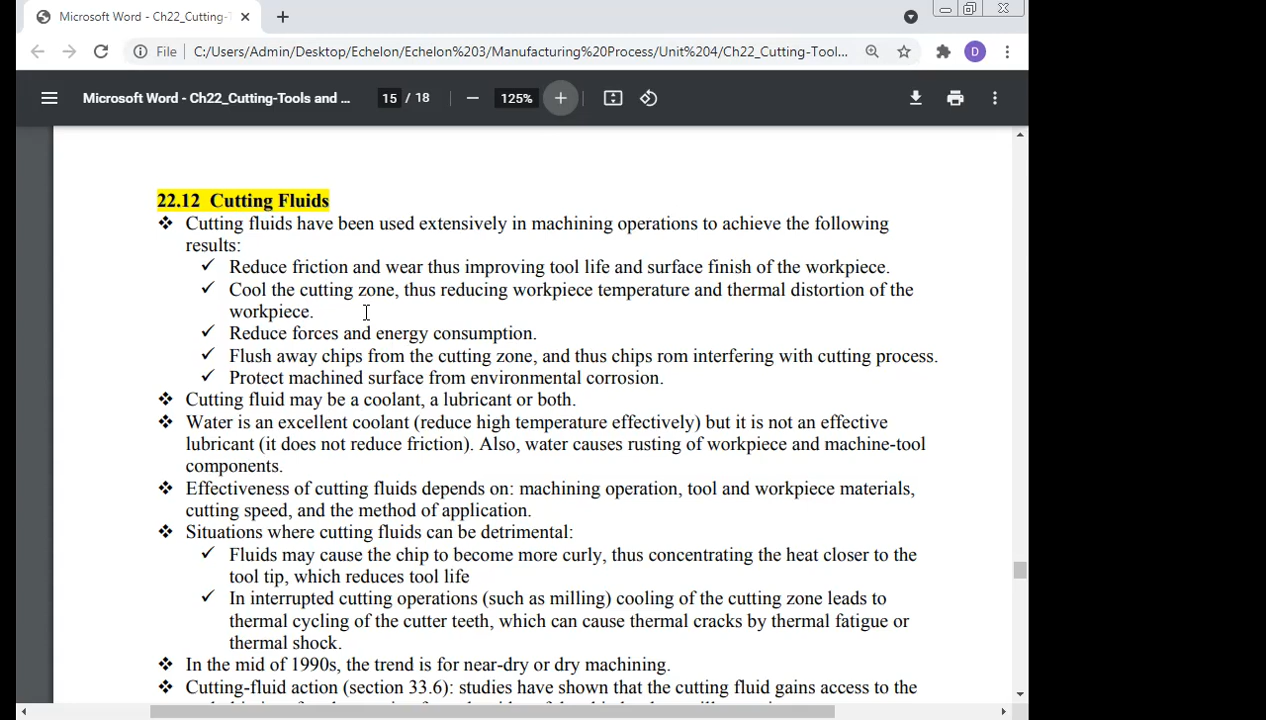 Microsoft Word - Ch22_Cutting-T
File C:/Users/Admin/Desktop/Echelon/Echelon%203/Manufacturing%20Process/Unit%204/Ch22_Cutting-Tool... D
Microsoft Word - Ch22_Cutting-Tools and ... 15 / 18 125%
22.12 Cutting Fluids
❖ Cutting fluids have been used extensively in machining operations to achieve the following
results:
✓ Reduce friction and wear thus improving tool life and surface finish of the workpiece.
✓ Cool the cutting zone, thus reducing workpiece temperature and thermal distortion of the
workpiece.
✓ Reduce forces and energy consumption.
✓ Flush away chips from the cutting zone, and thus chips rom interfering with cutting process.
✓ Protect machined surface from environmental corrosion.
❖ Cutting fluid may be a coolant, a lubricant or both.
❖ Water is an excellent coolant (reduce high temperature effectively) but it is not an effective
lubricant (it does not reduce friction). Also, water causes rusting of workpiece and machine-tool
components.
❖ Effectiveness of cutting fluids depends on: machining operation, tool and workpiece materials,
cutting speed, and the method of application.
❖ Situations where cutting fluids can be detrimental:
✓ Fluids may cause the chip to become more curly, thus concentrating the heat closer to the
tool tip, which reduces tool life
✓ In interrupted cutting operations (such as milling) cooling of the cutting zone leads to
thermal cycling of the cutter teeth, which can cause thermal cracks by thermal fatigue or
thermal shock.
❖ In the mid of 1990s, the trend is for near-dry or dry machining.
❖ Cutting-fluid action (section 33.6): studies have shown that the cutting fluid gains access to the